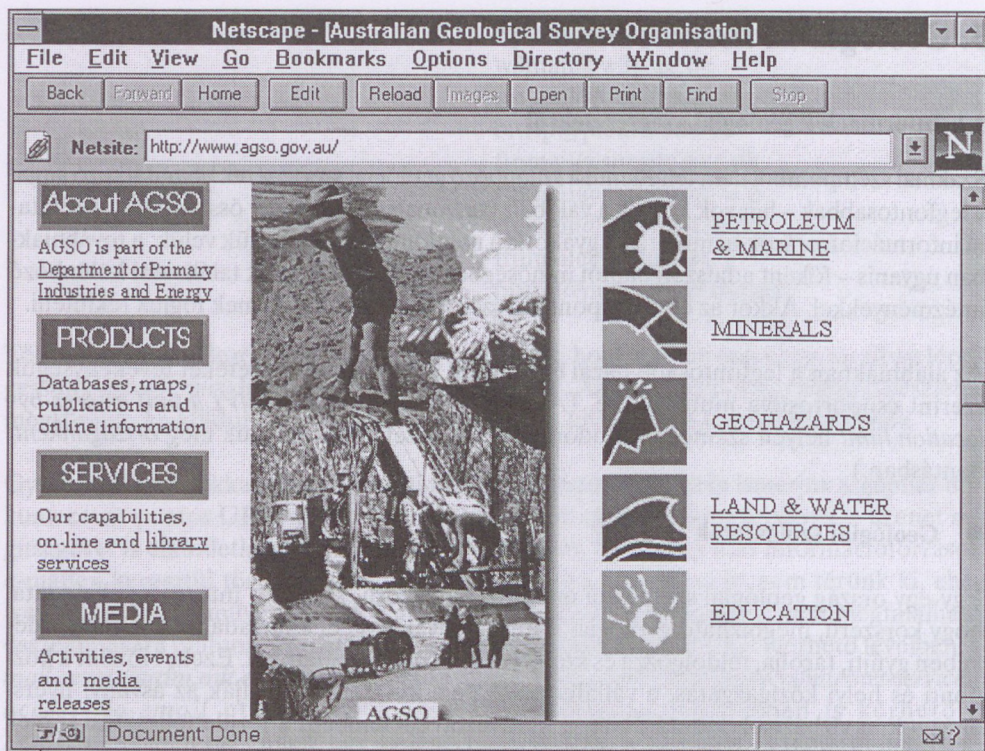 Netscape - [Australian Geological Survey Organisation]
File Edit View Go Bookmarks Options Directory Window Help
Back Forward Home Edit Reload Images Open Print Find Stop
Netsite: http://www.agso.gov.au/
N
About AGSO
AGSO is part of the
Department of Primary
Industries and Energy
PRODUCTS
Databases, maps,
publications and
online information
SERVICES
Our capabilities,
on-line and library
services
MEDIA
Activities, events
and media
releases
AGSO
PETROLEUM
& MARINE
MINERALS
GEOHAZARDS
LAND & WATER
RESOURCES
EDUCATION
Document: Done